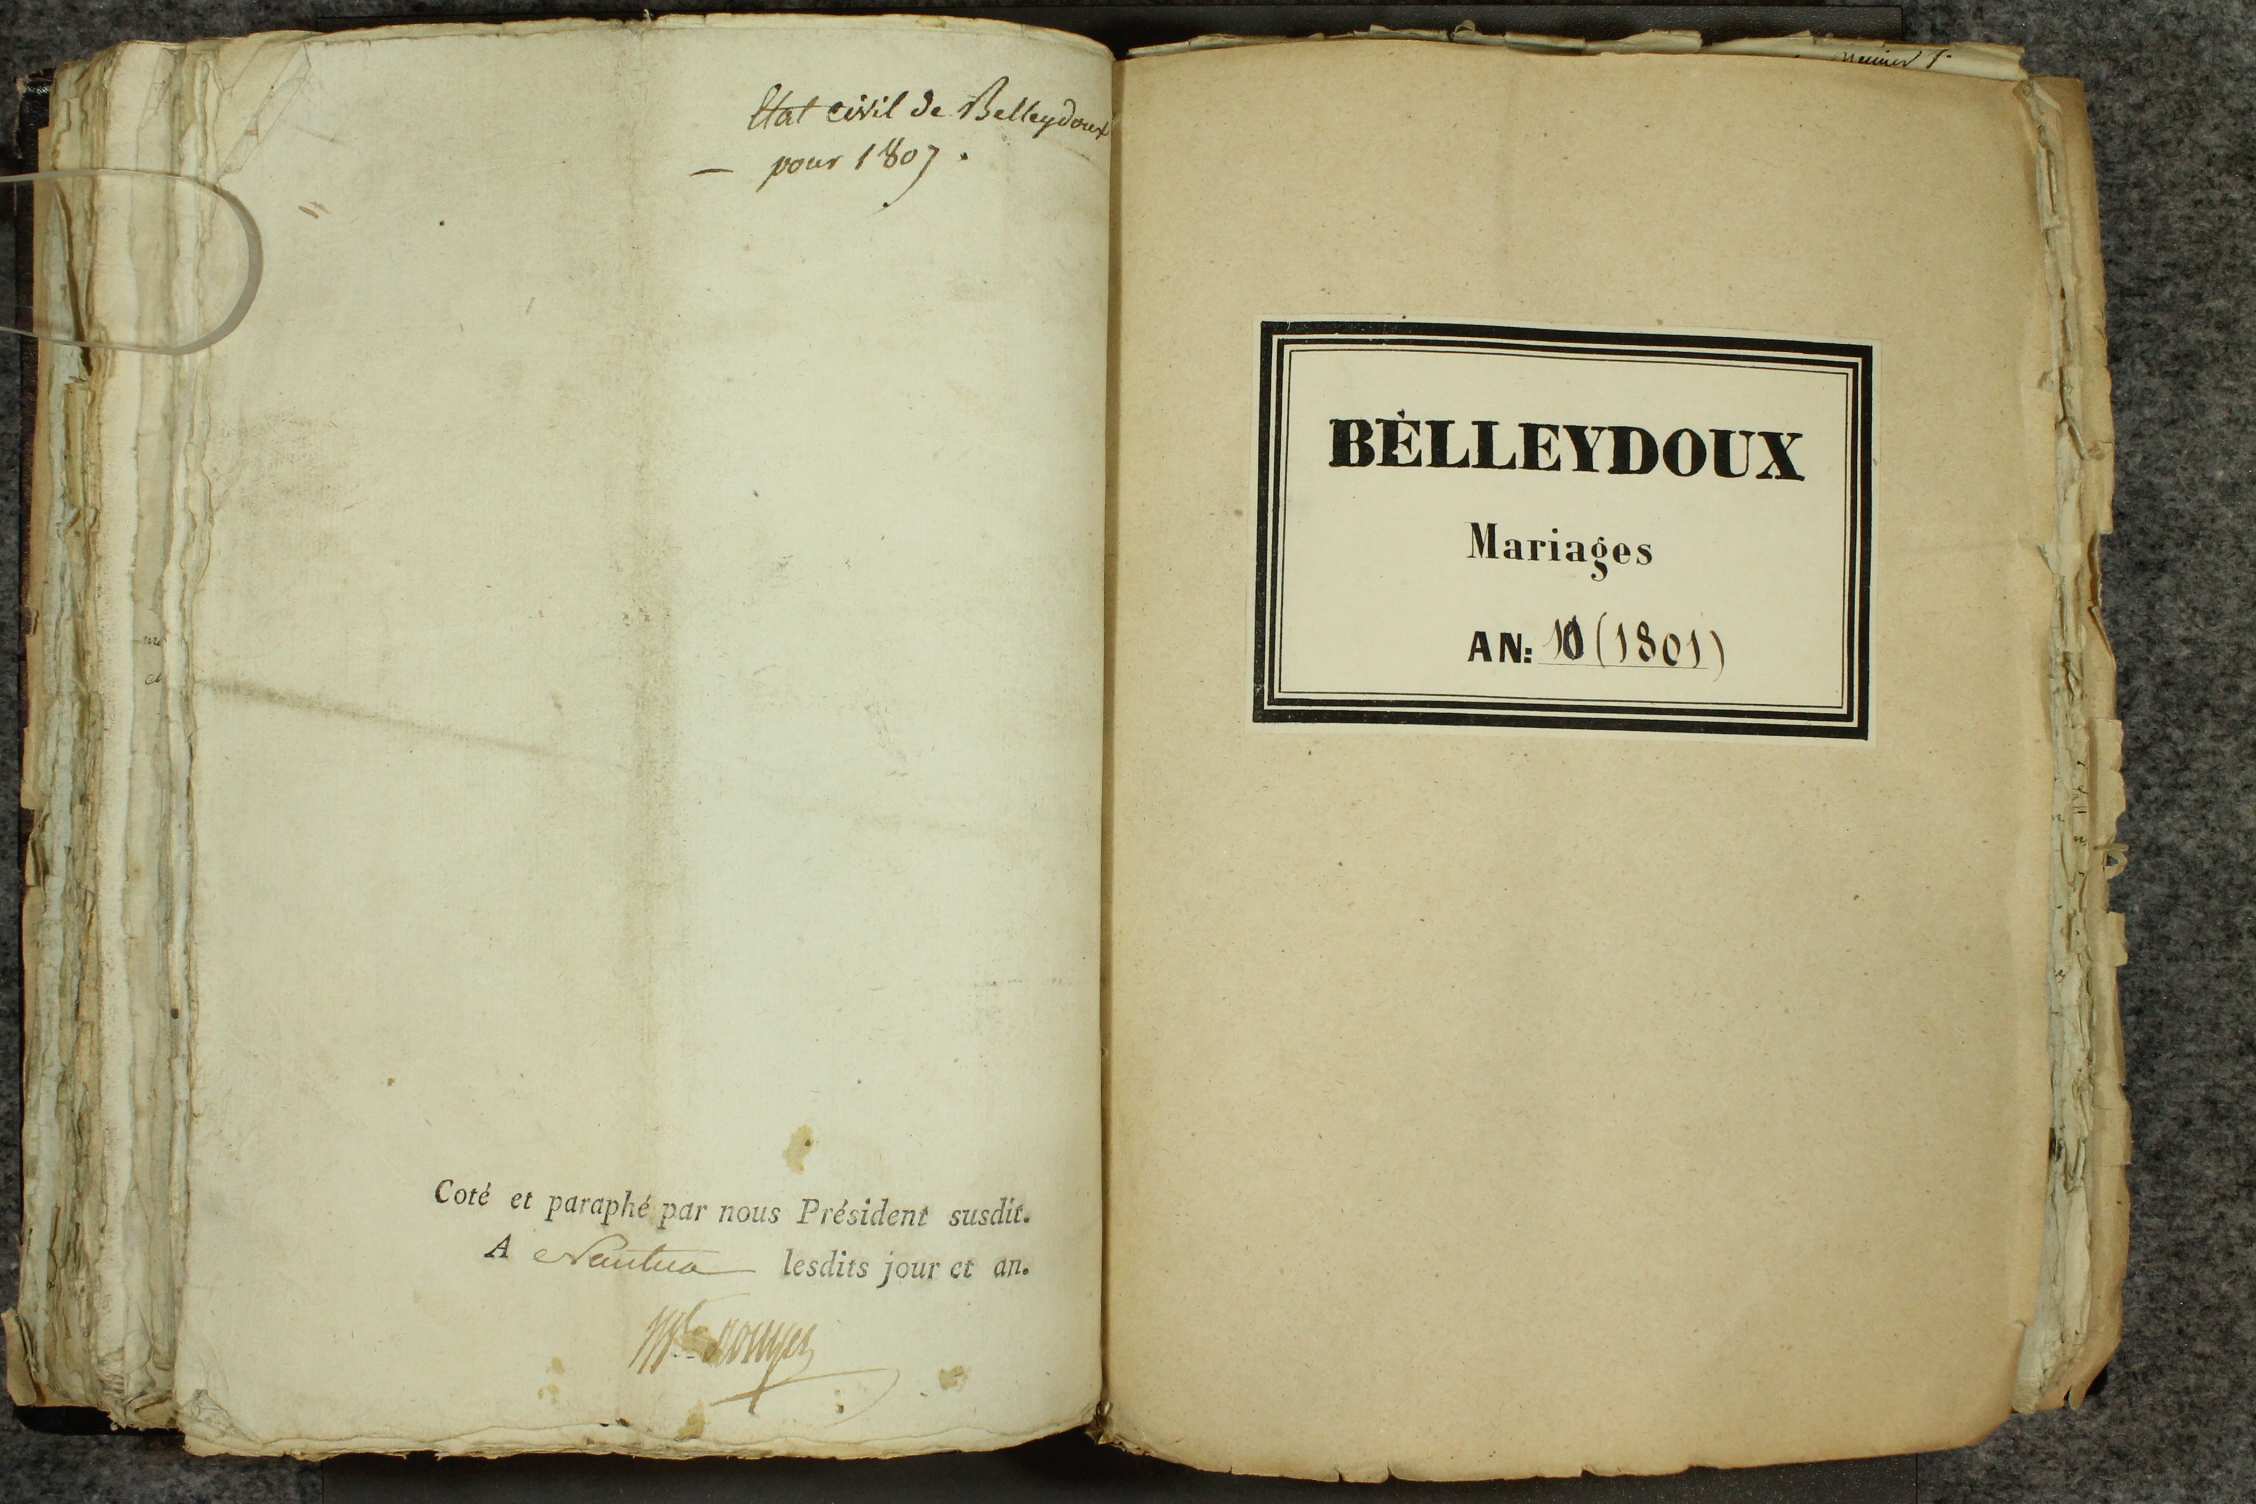 Etat civil de Belleydoux
— pour 1807.
Coté et paraphé par nous Président susdit.
A Nantua lesdits jour et an.
BÉLLEYDOUX
Mariages
AN: 10 (1801)